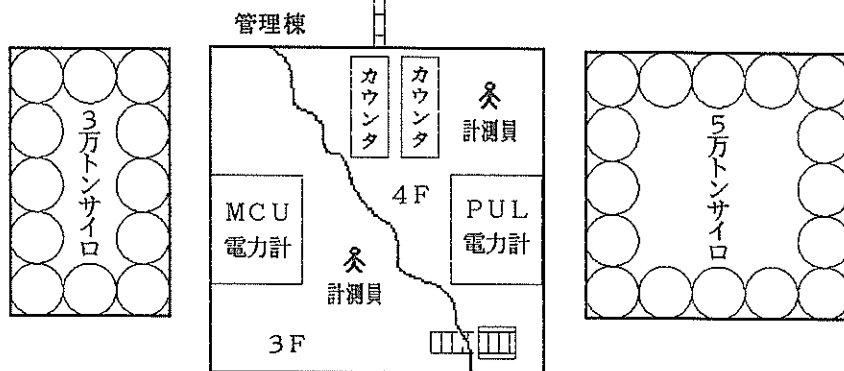 管理棟
3万トンサイロ
カウンタ
カウンタ
計測員
5万トンサイロ
4F
MCU
電力計
PUL
電力計
計測員
3F